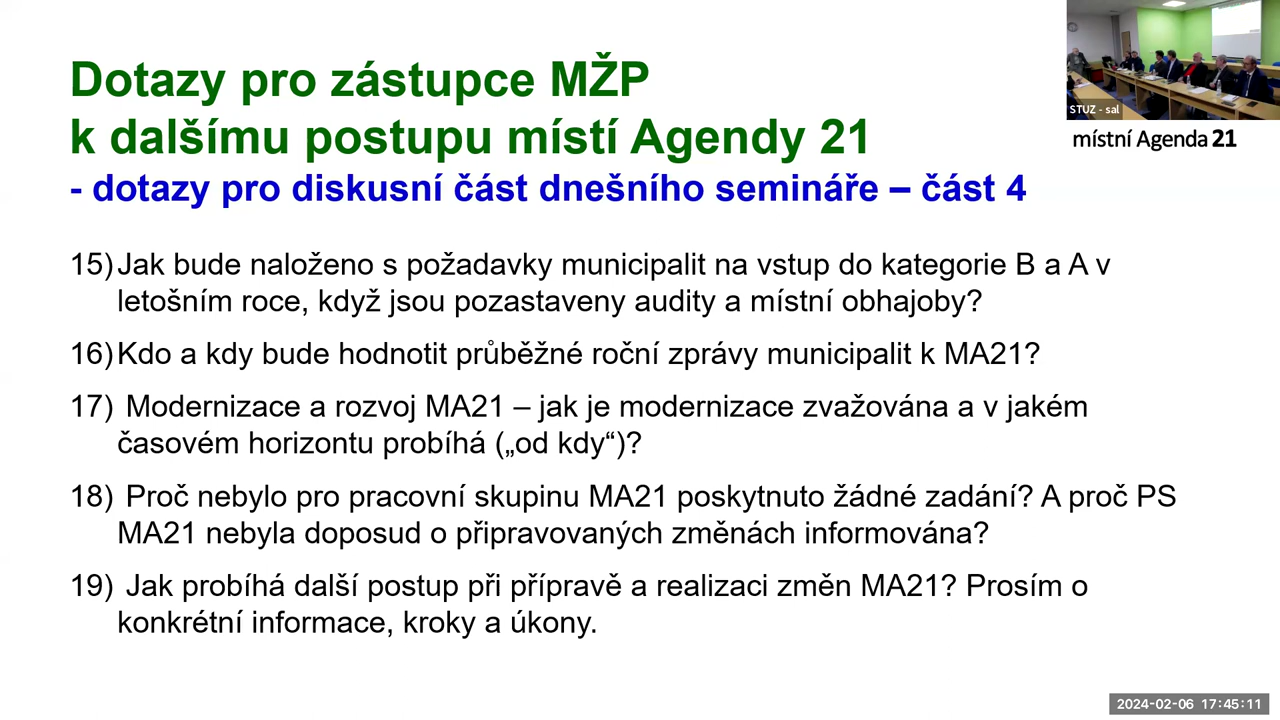 Dotazy pro zástupce MŽP
k dalšímu postupu místí Agendy 21
- dotazy pro diskusní část dnešního semináře – část 4
STUZ - sal
místní Agenda 21
15) Jak bude naloženo s požadavky municipalit na vstup do kategorie B a A v
letošním roce, když jsou pozastaveny audity a místní obhajoby?
16) Kdo a kdy bude hodnotit průběžné roční zprávy municipalit k MA21?
17) Modernizace a rozvoj MA21 – jak je modernizace zvažována a v jakém
časovém horizontu probíhá („od kdy“)?
18) Proč nebylo pro pracovní skupinu MA21 poskytnuto žádné zadání? A proč PS
MA21 nebyla doposud o připravovaných změnách informována?
19) Jak probíhá další postup při přípravě a realizaci změn MA21? Prosím o
konkrétní informace, kroky a úkony.
2024-02-06 17:45:11